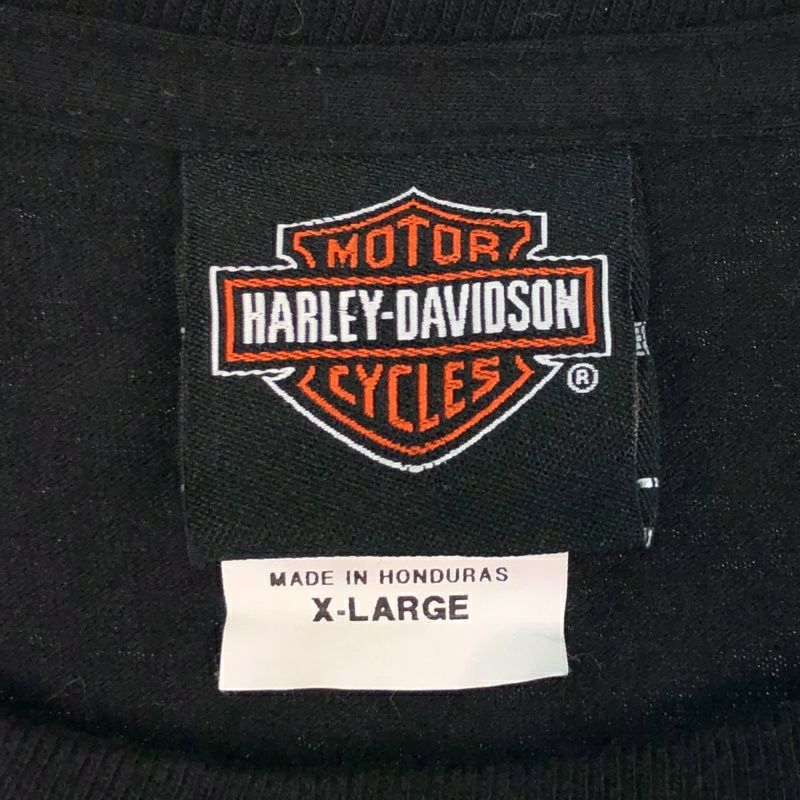 MOTOR
HARLEY-DAVIDSON
CYCLES
®
MADE IN HONDURAS
X-LARGE